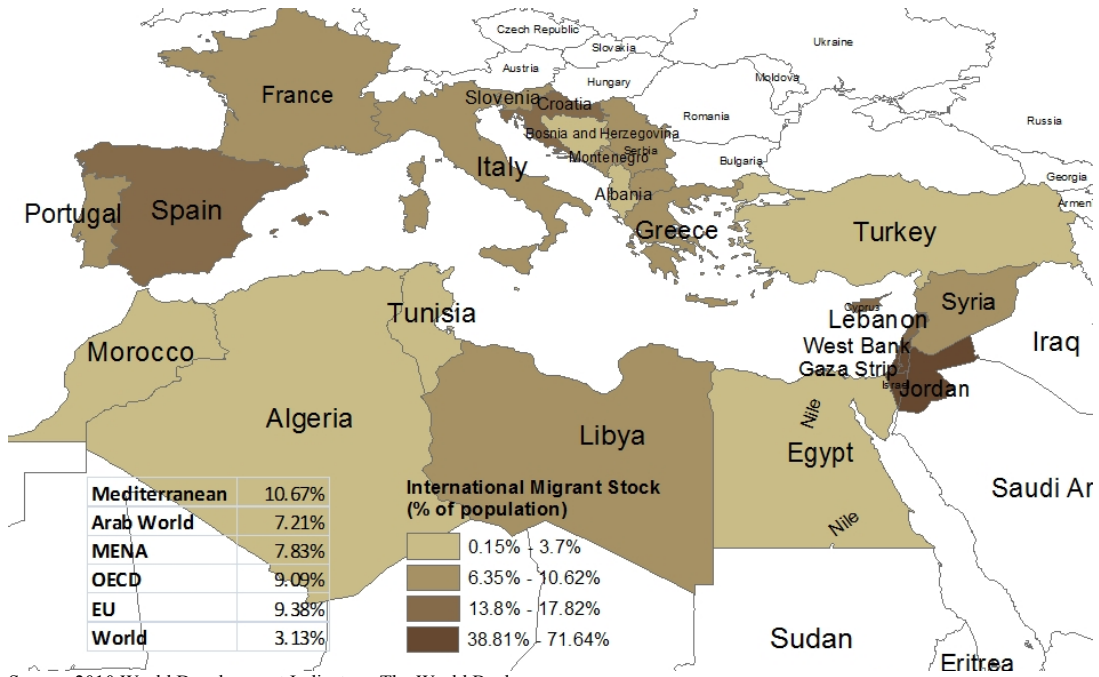 Czech Republic
Slovakia
Ukraine
Austria
Hungary
Moldova
France
Slovenia
Croatia
Romania
Russia
Bosnia and Herzegovina
Serbia
Italy
Montenegro
Bulgaria
Georgia
Albania
Armen
Portugal
Spain
Greece
Turkey
Cyprus
Syria
Tunisia
Lebanon
Morocco
West Bank
Iraq
Gaza Strip
Israel
Jordan
Algeria
Nile
Libya
Egypt
Saudi Ar
Nile
Sudan
Eritrea
Mediterranean 10.67%
Arab World 7.21%
MENA 7.83%
OECD 9.09%
EU 9.38%
World 3.13%
International Migrant Stock
(% of population)
0.15% - 3.7%
6.35% - 10.62%
13.8% - 17.82%
38.81% - 71.64%